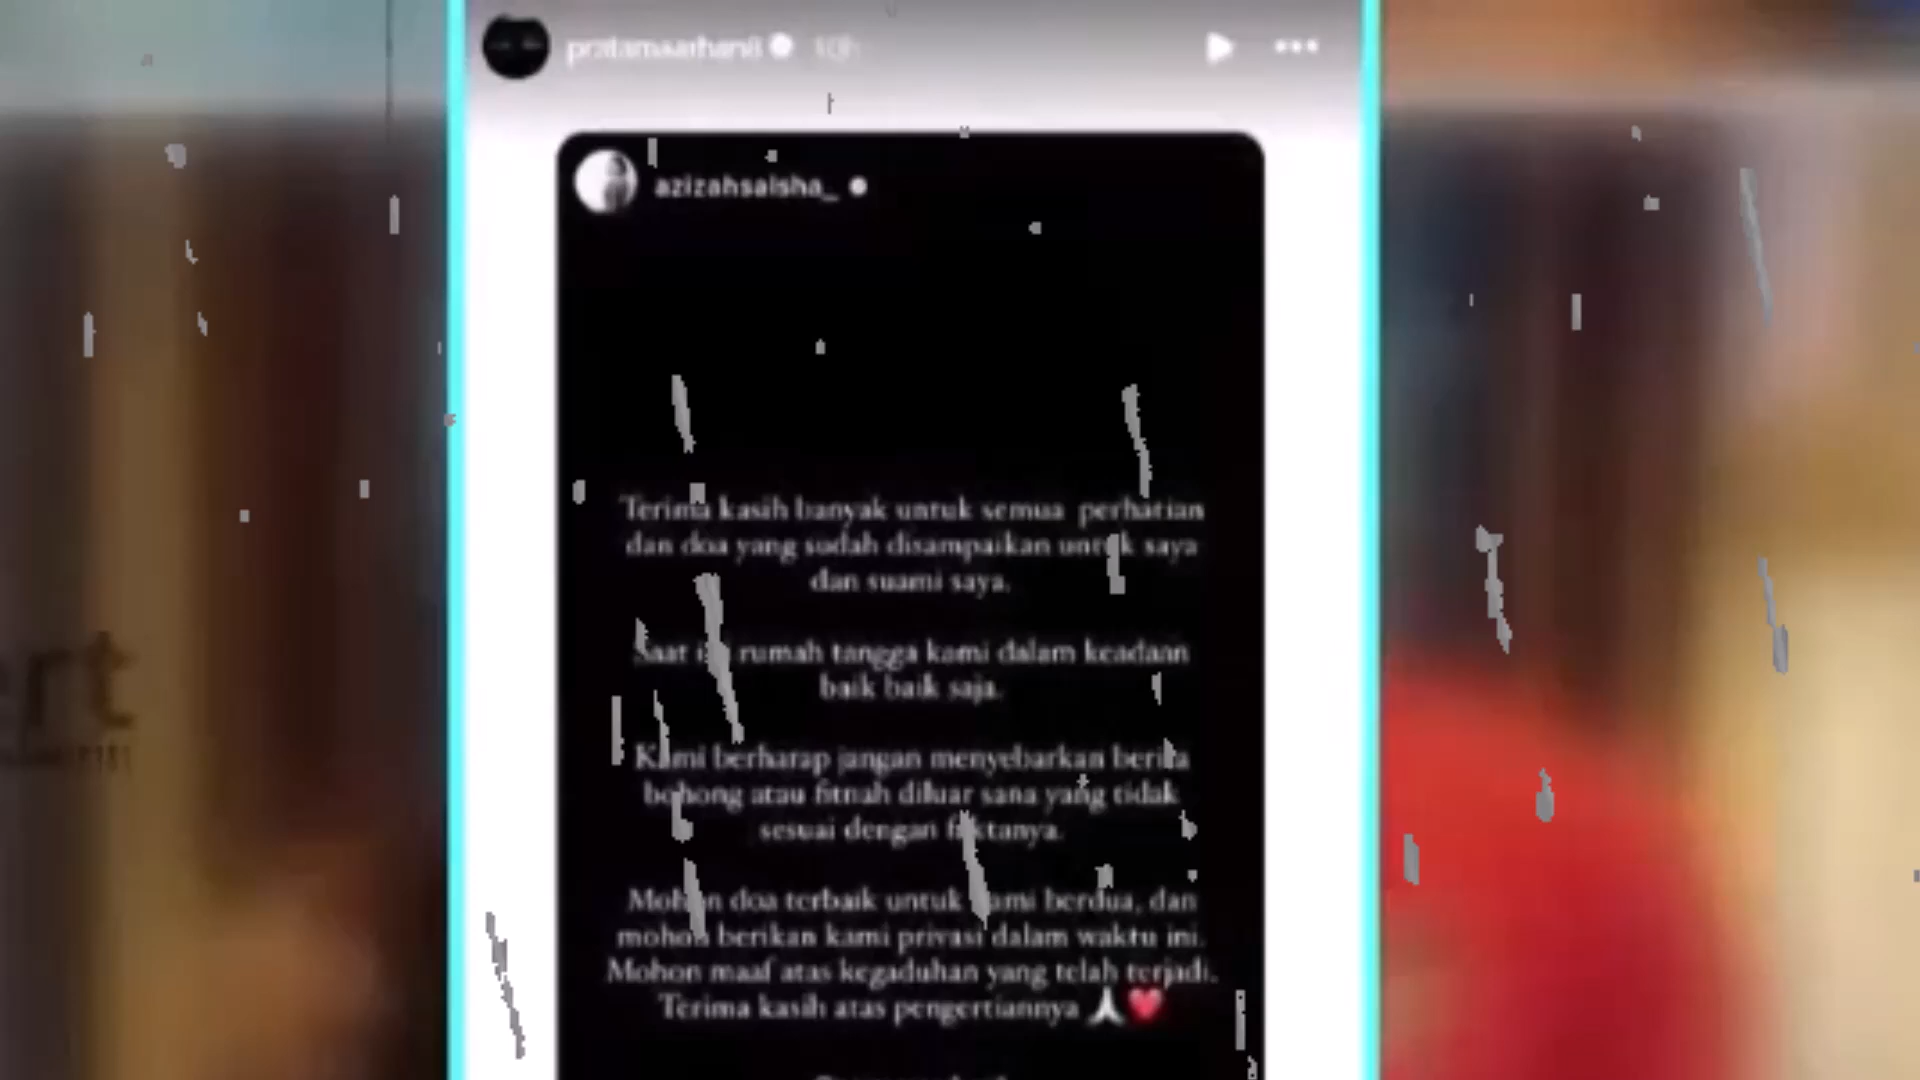 pratamaarhan8 10h
azizahsalsha_
Terima kasih banyak untuk semua perhatian
dan doa yang sudah disampaikan untuk saya
dan suami saya.
Saat ini rumah tangga kami dalam keadaan
baik baik saja.
Kami berharap jangan menyebarkan berita
bohong atau fitnah diluar sana yang tidak
sesuai dengan faktanya.
Mohon doa terbaik untuk kami berdua, dan
mohon berikan kami privasi dalam waktu ini.
Mohon maaf atas kegaduhan yang telah terjadi.
Terima kasih atas pengertiannya 🙏❤️
ert